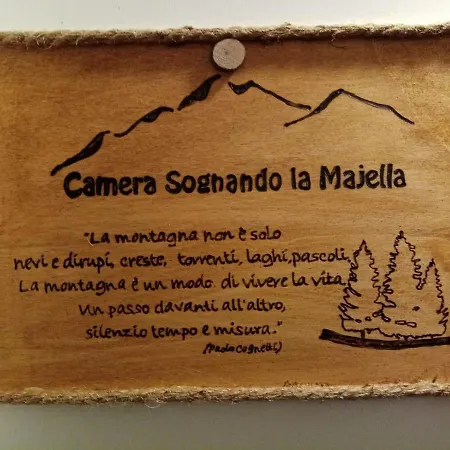 Camera Sognando la Majella
"La montagna non è solo
nevi e dirupi, creste, torrenti, laghi, pascoli,
La montagna è un modo di vivere la vita,
Un passo davanti all'altro,
silenzio tempo e misura."
(Paolo Cognetti)